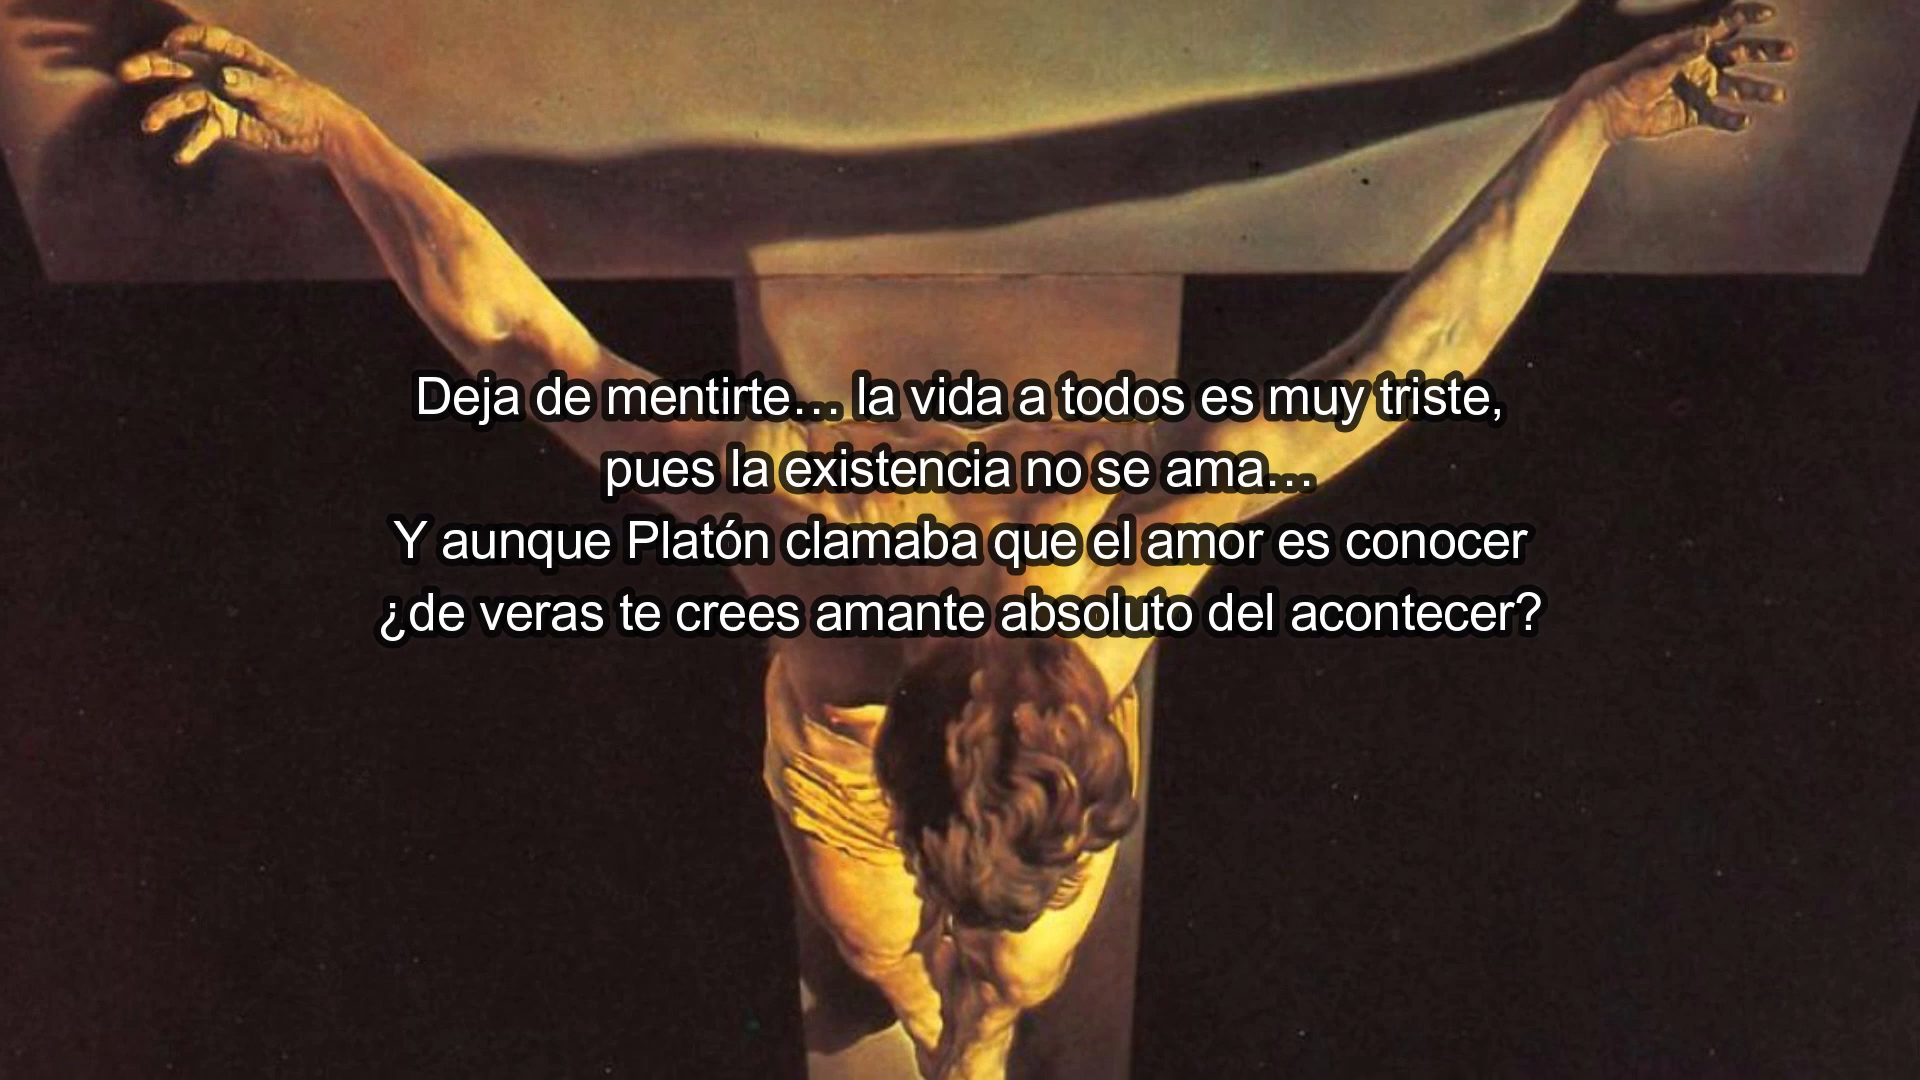 Deja de mentirte… la vida a todos es muy triste,
pues la existencia no se ama…
Y aunque Platón clamaba que el amor es conocer
¿de veras te crees amante absoluto del acontecer?